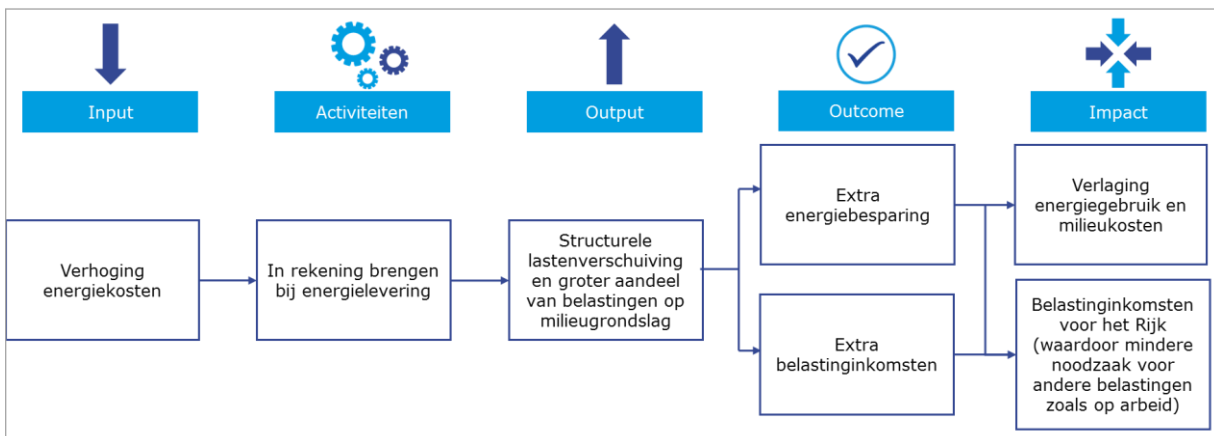 Input
Activiteiten
Output
Outcome
Impact
Verhoging
energiekosten
In rekening brengen
bij energielevering
Structurele
lastenverschuiving
en groter aandeel
van belastingen op
milieugrondslag
Extra
energiebesparing
Extra
belastinginkomsten
Verlaging
energiegebruik en
milieukosten
Belastinginkomsten
voor het Rijk
(waardoor mindere
noodzaak voor
andere belastingen
zoals op arbeid)